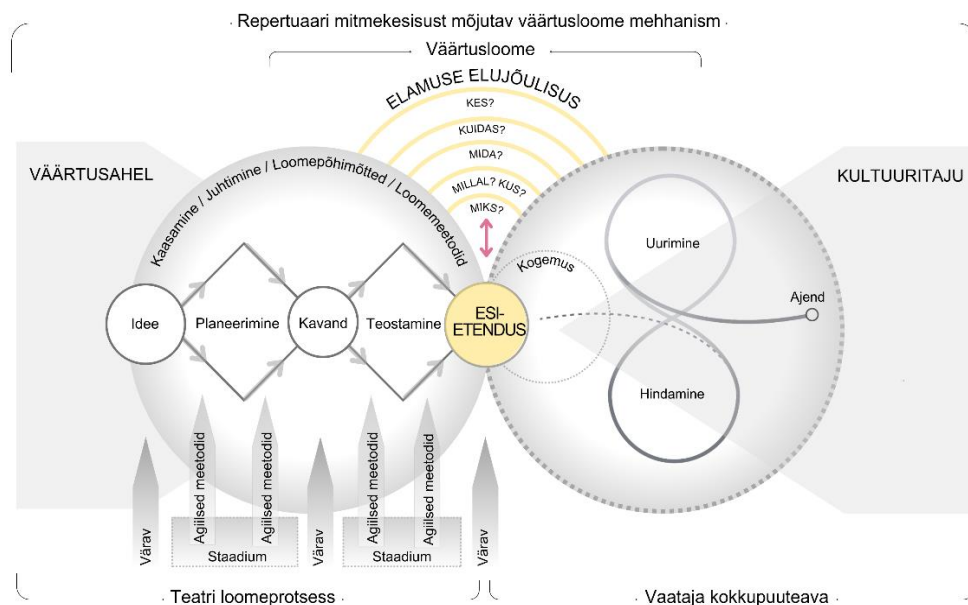 Repertuaari mitmekesisust mõjutav väärtusloome mehhanism
Väärtusloome
ELAMUSE ELUJÕULISUS
KES?
KUIDAS?
MIDA?
MILLAL? KUS?
MIKS?
VÄÄRTUSAHEL
Kaasamine / Juhtimine / Loomepõhimõtted / Loomemeetodid
KULTUURITAJU
Idee
Planeerimine
Kavand
Teostamine
ESI-
ETENDUS
Kogemus
Uurimine
Ajend
Hindamine
Värav
Agiilsed meetodid
Agiilsed meetodid
Staadium
Värav
Agiilsed meetodid
Agiilsed meetodid
Staadium
Värav
Teatri loomeprotsess
Vaataja kokkupuuteava